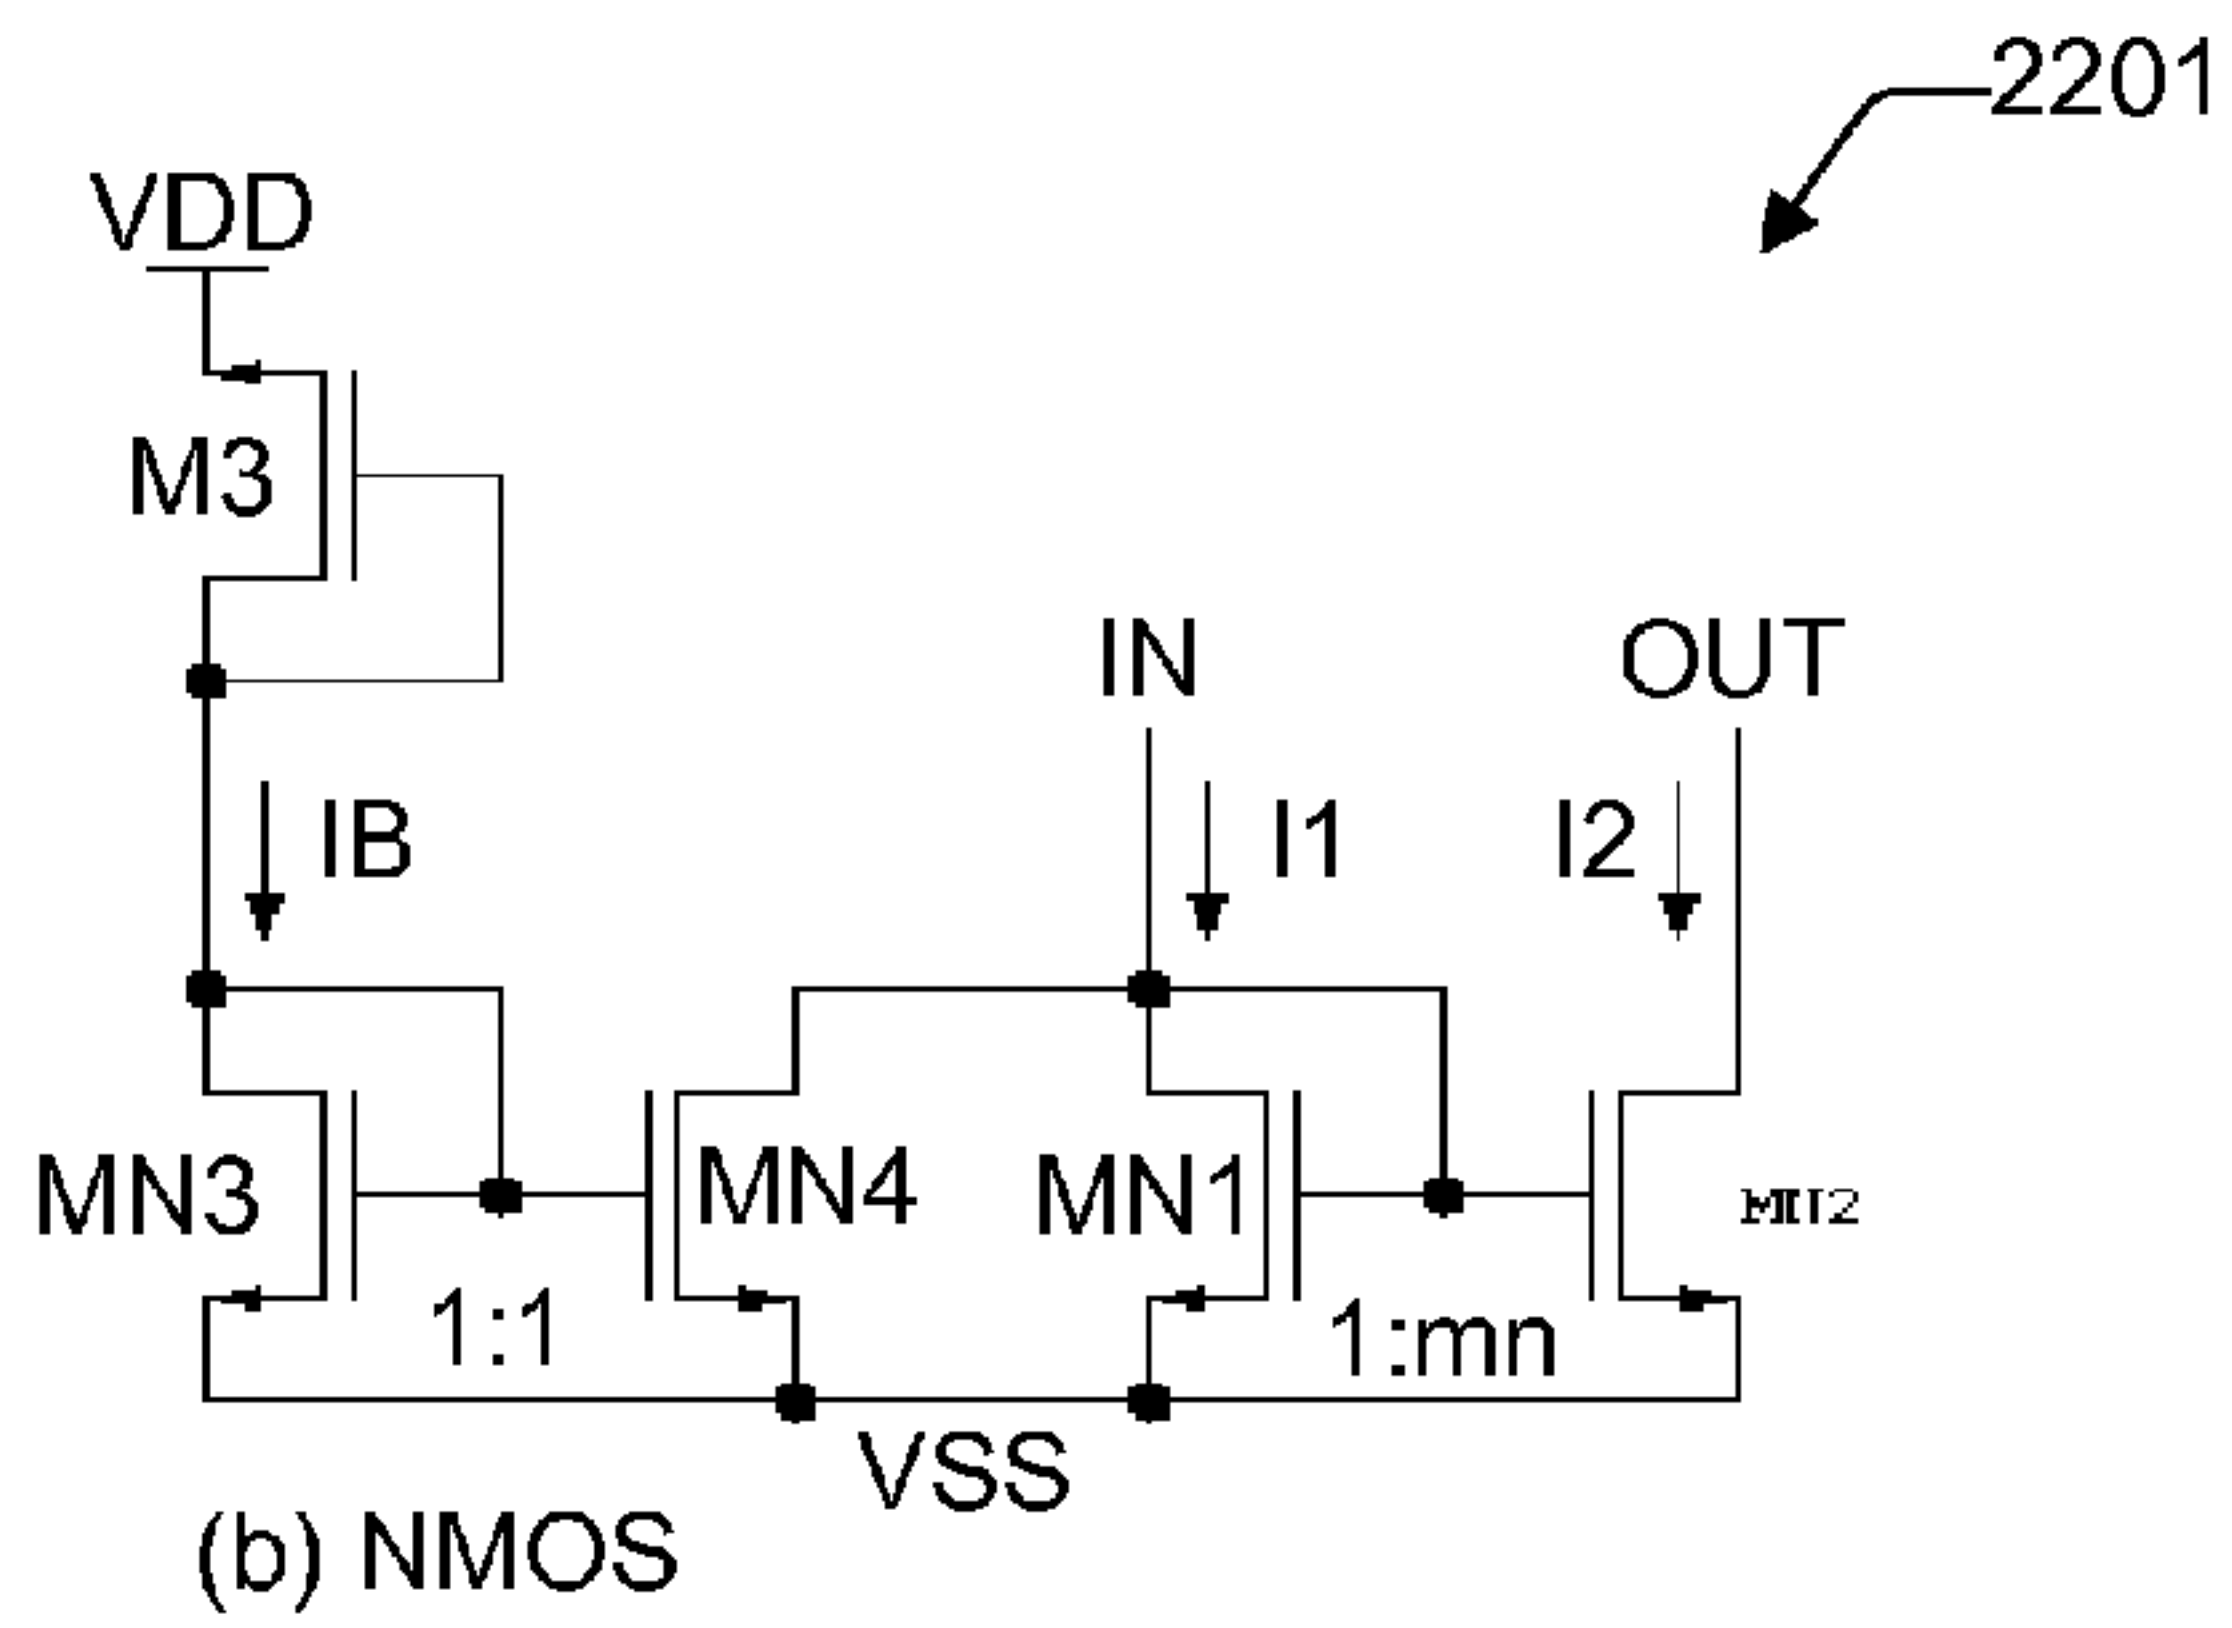 2201
VDD
M3
IN
OUT
IB
I1
I2
MN3
MN4
MN1
1:1
1:mn
VSS
(b) NMOS